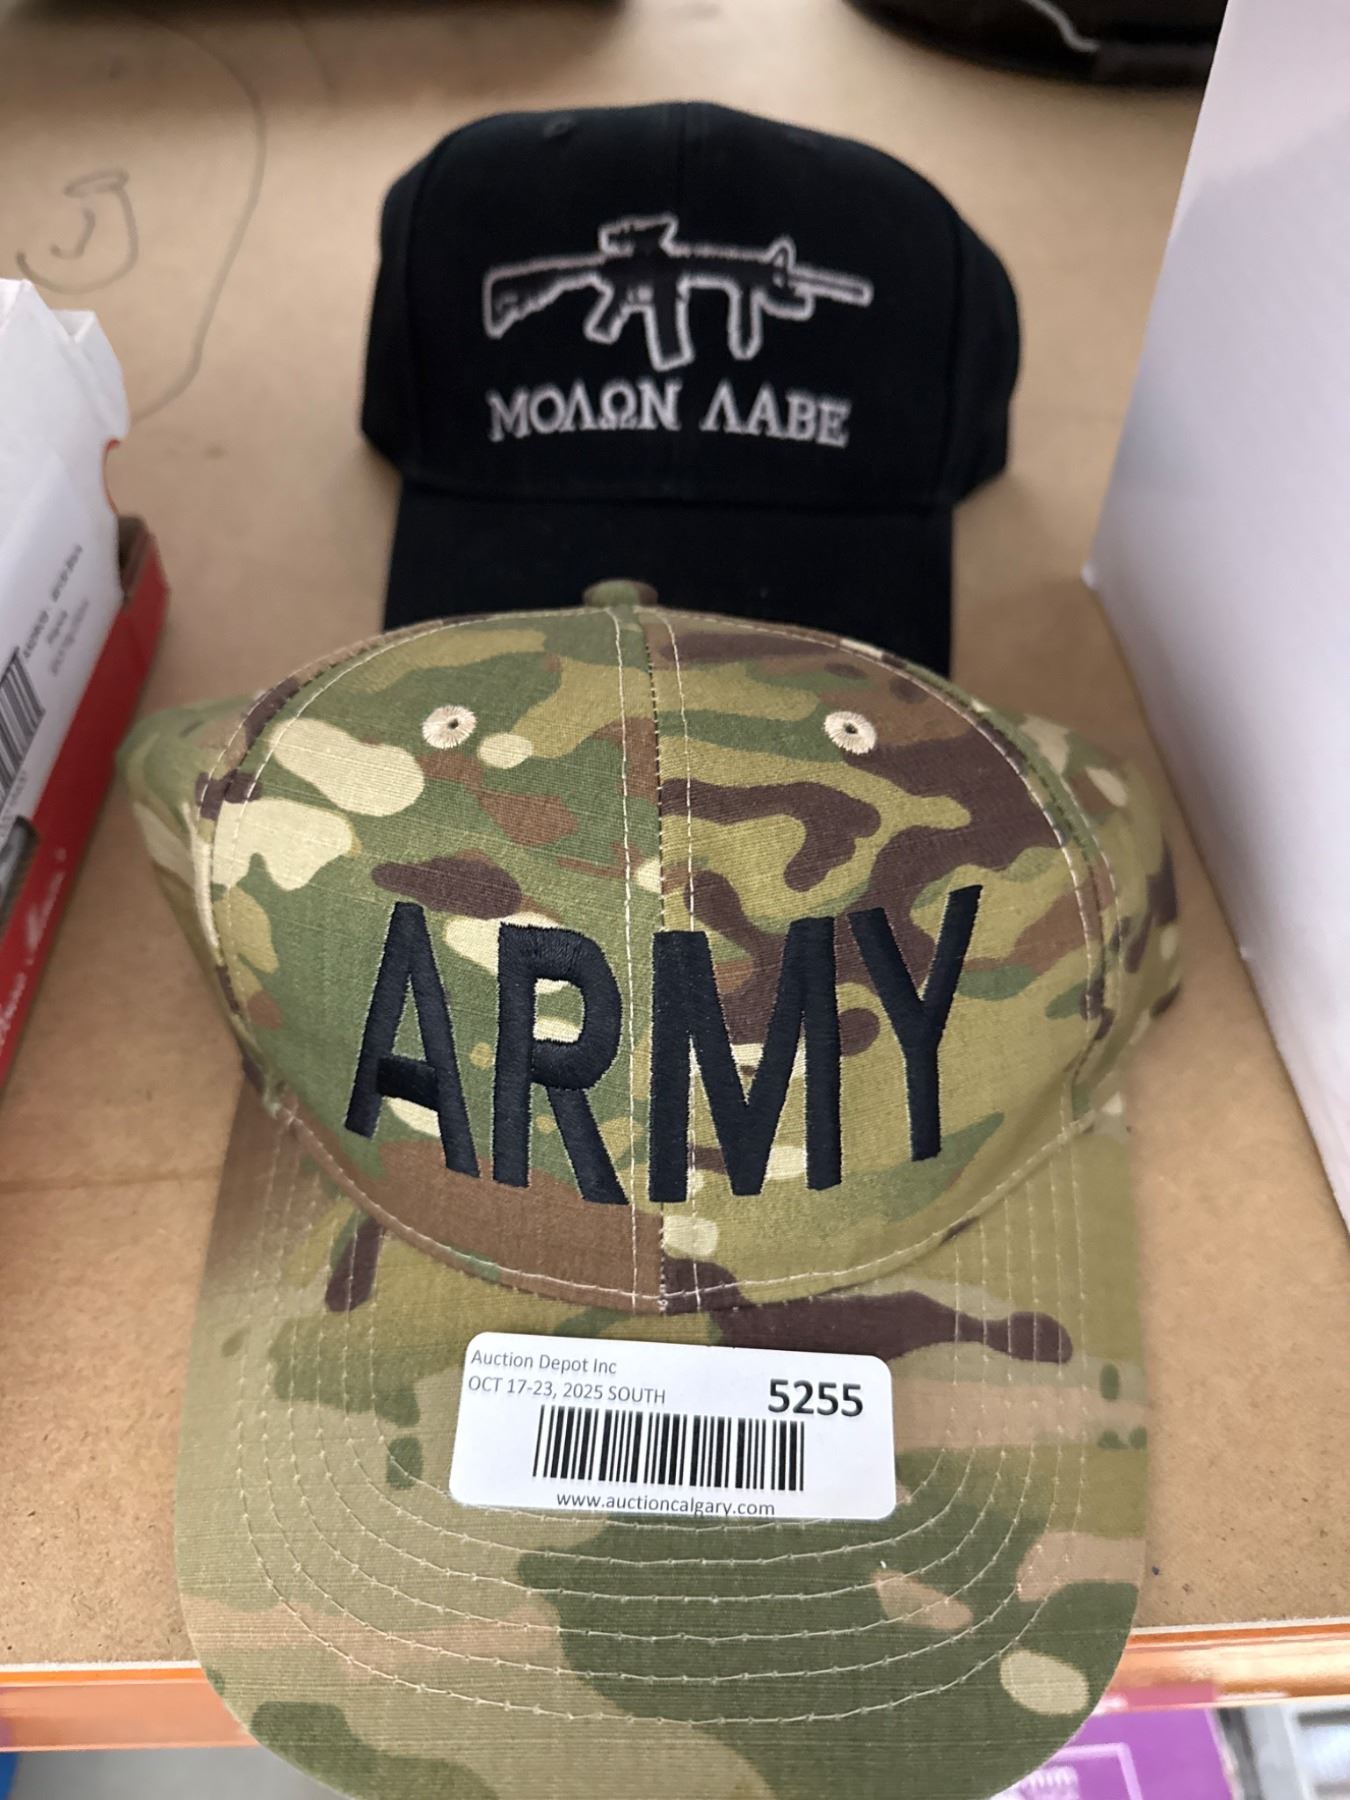 ΜΟΛΩΝ ΛΑΒΕ
ARMY
Auction Depot Inc
OCT 17-23, 2025 SOUTH
5255
www.auctioncalgary.com